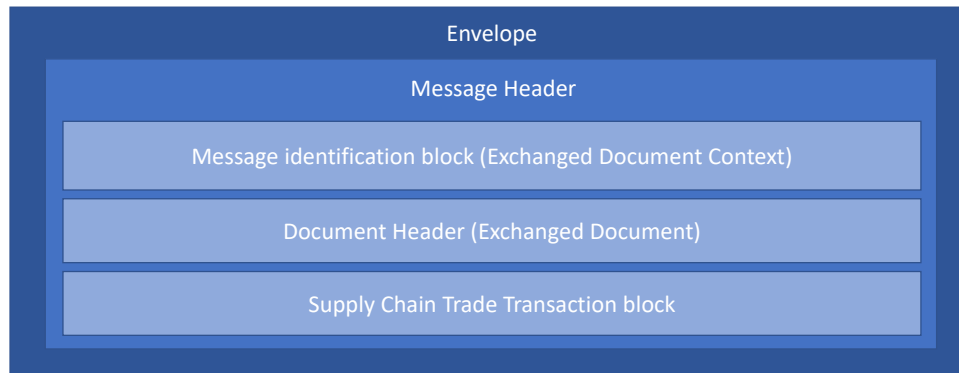 Envelope
Message Header
Message identification block (Exchanged Document Context)
Document Header (Exchanged Document)
Supply Chain Trade Transaction block